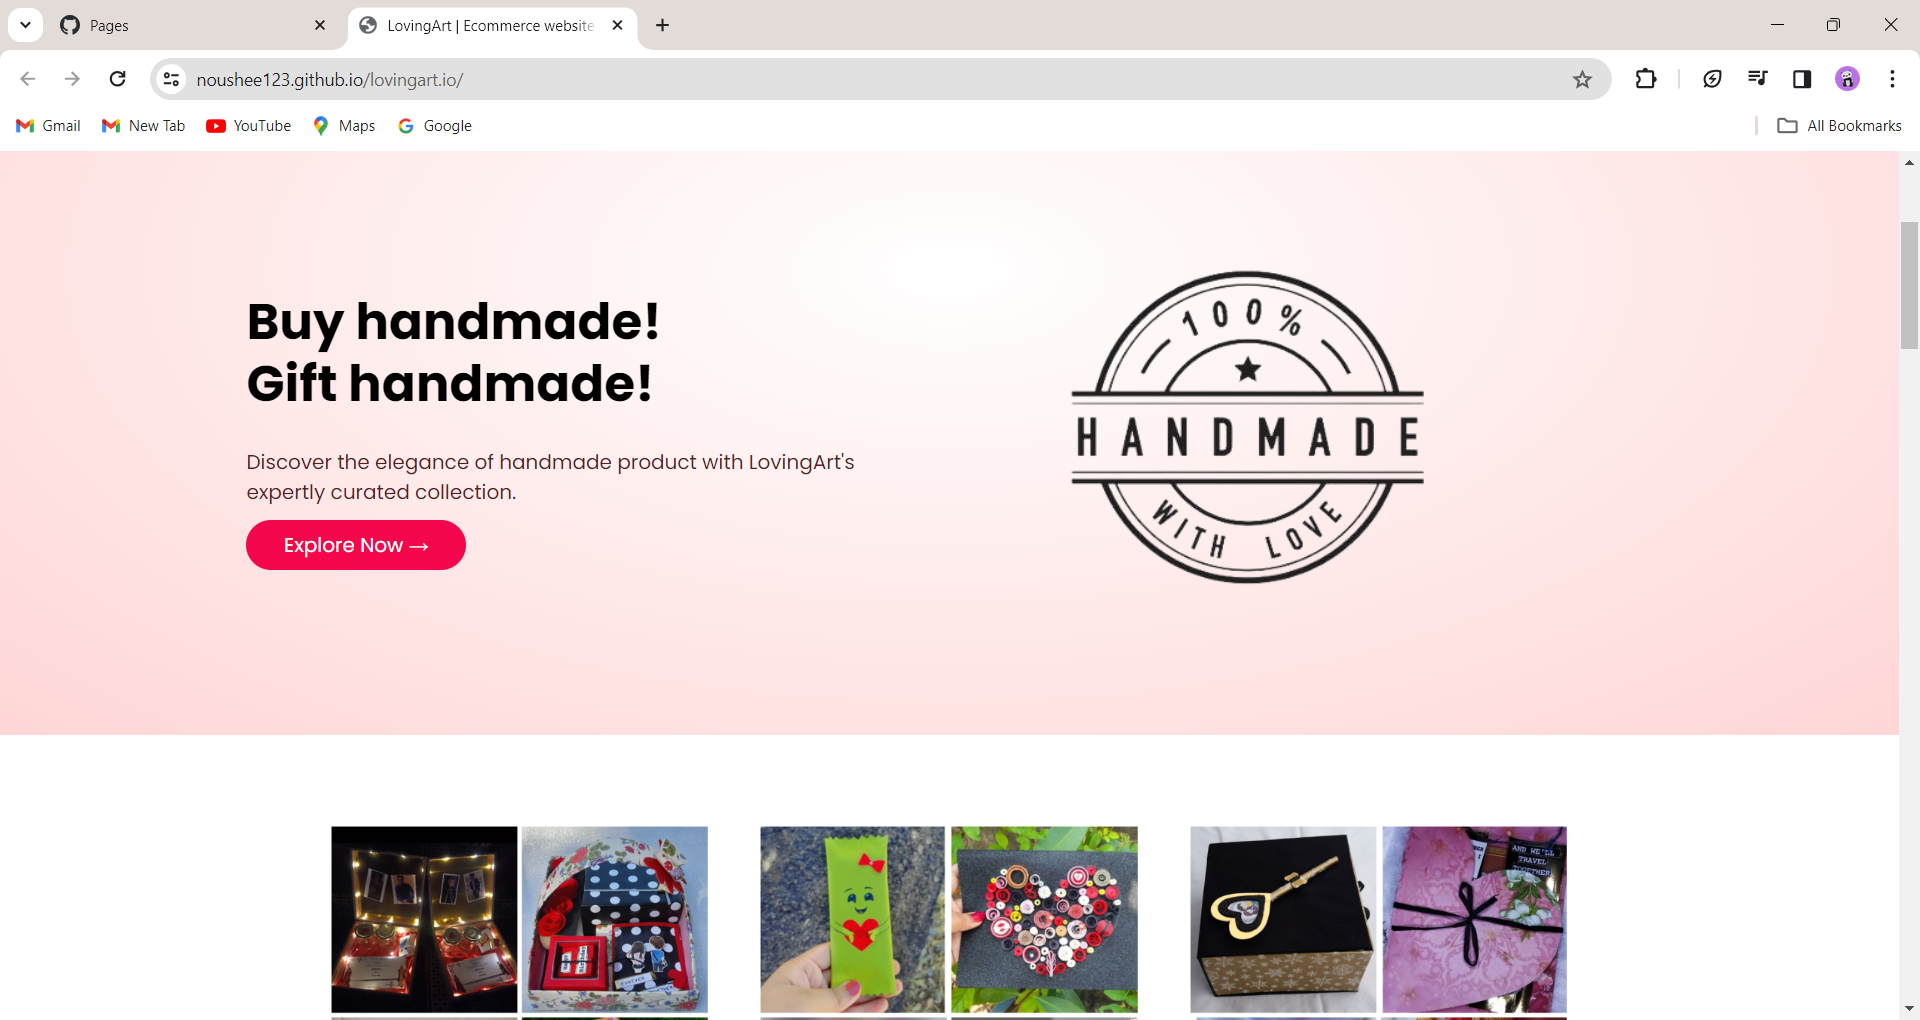 Pages
LovingArt | Ecommerce website
noushee123.github.io/lovingart.io/
Gmail
New Tab
YouTube
Maps
Google
All Bookmarks
Buy handmade!
Gift handmade!
Discover the elegance of handmade product with LovingArt's
expertly curated collection.
Explore Now →
100%
HANDMADE
WITH LOVE
AND WE'LL
TRAVEL
TOGETHER